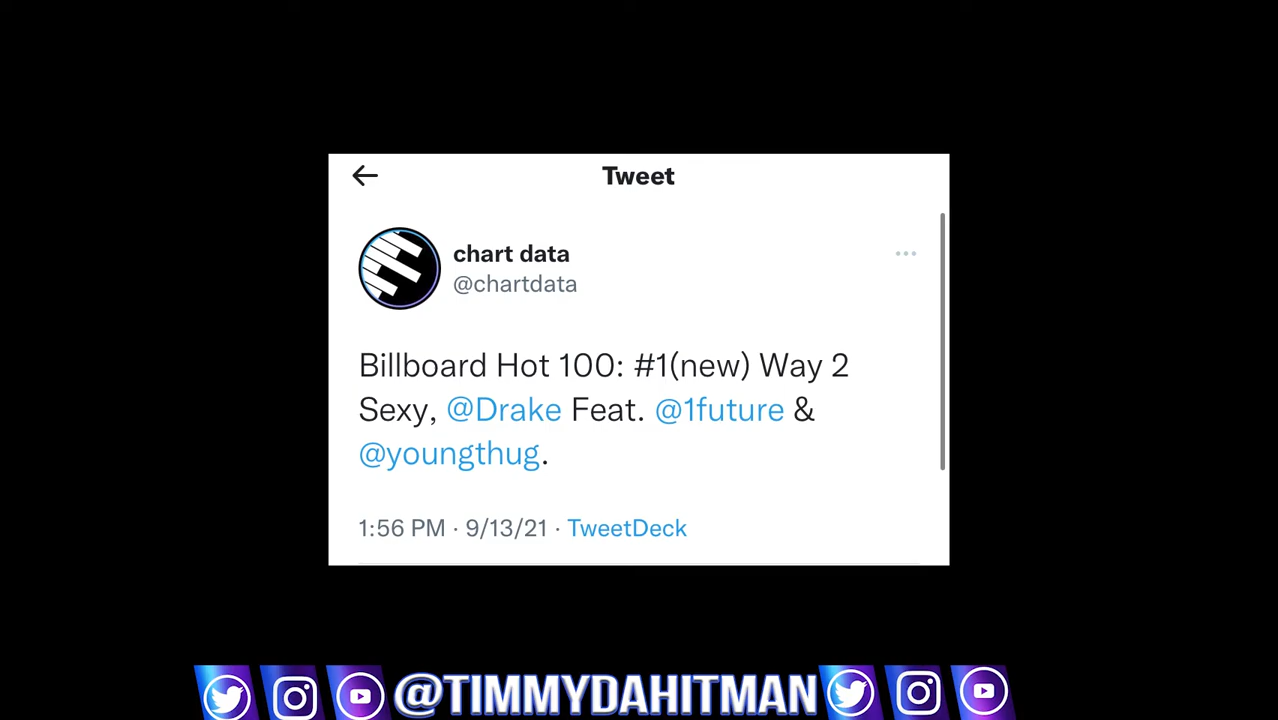 Tweet
chart data
@chartdata
Billboard Hot 100: #1(new) Way 2
Sexy, @Drake Feat. @1future &
@youngthug.
1:56 PM · 9/13/21 · TweetDeck
@TIMMYDAHITMAN